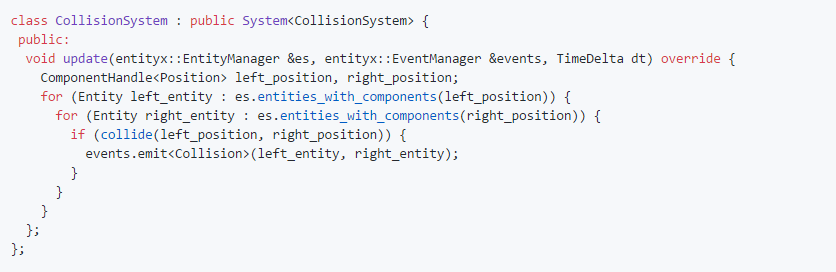 class CollisionSystem : public System<CollisionSystem> {
 public:
  void update(entityx::EntityManager &es, entityx::EventManager &events, TimeDelta dt) override {
    ComponentHandle<Position> left_position, right_position;
    for (Entity left_entity : es.entities_with_components(left_position)) {
      for (Entity right_entity : es.entities_with_components(right_position)) {
        if (collide(left_position, right_position)) {
          events.emit<Collision>(left_entity, right_entity);
        }
      }
    }
  };
};